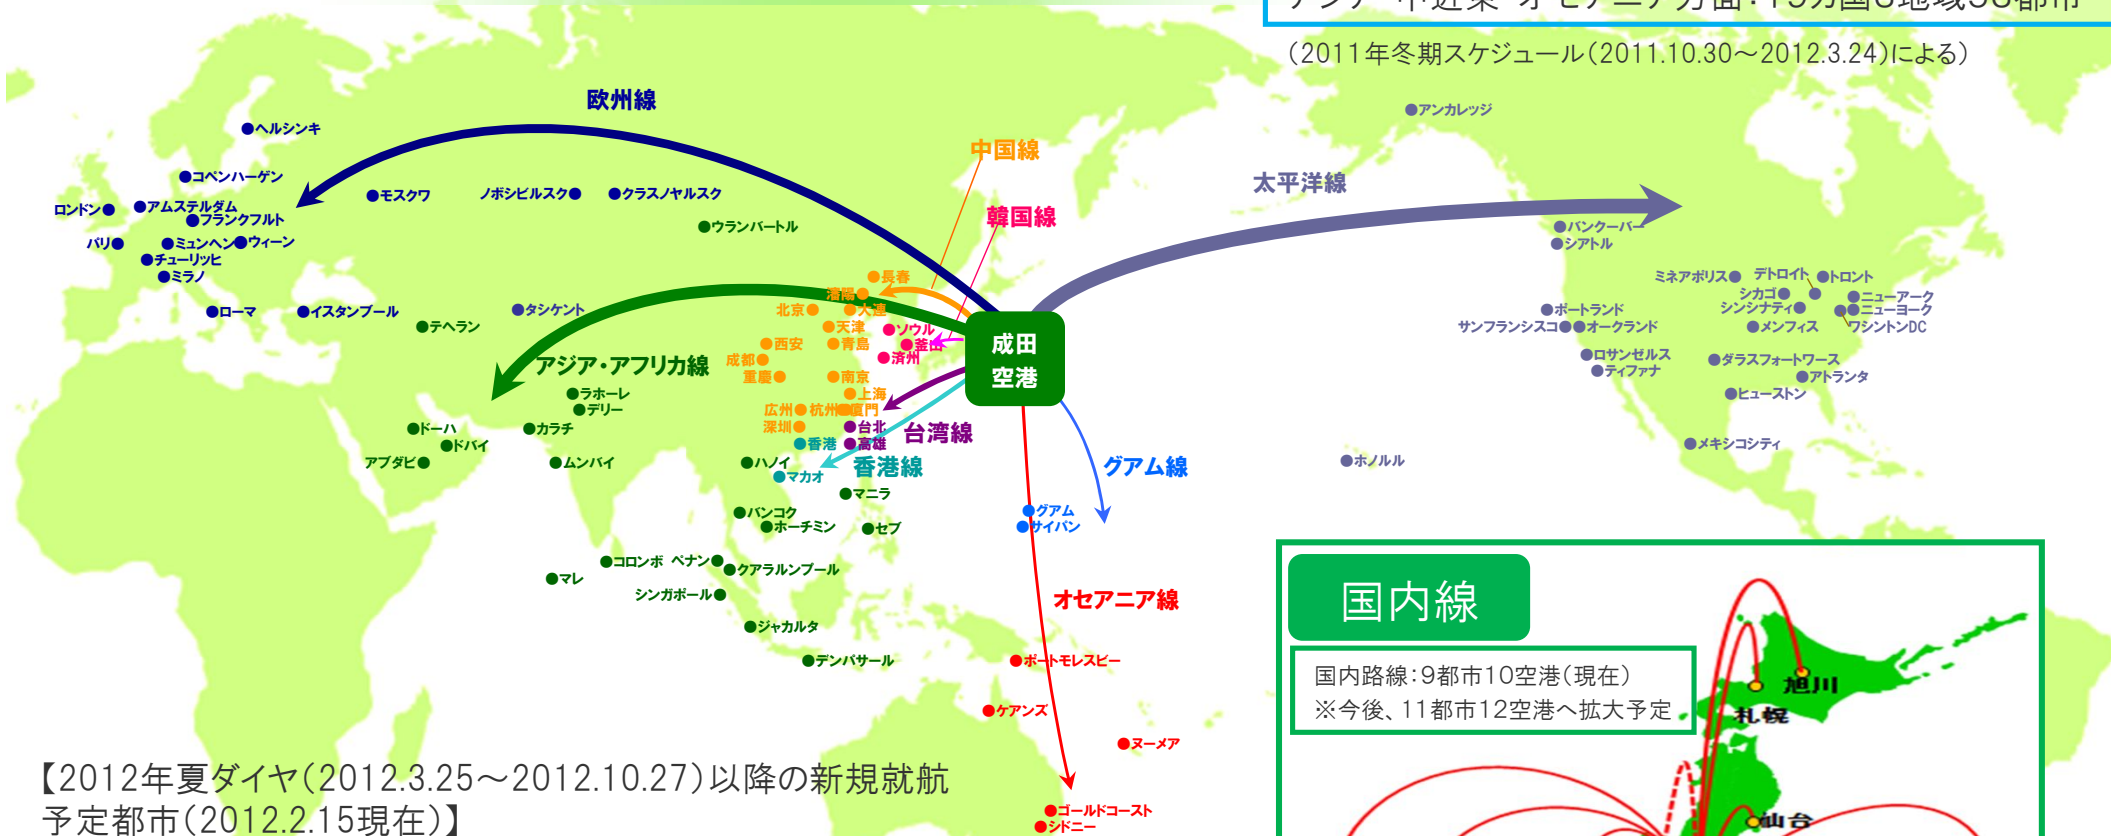 （2011年冬期スケジュール（2011.10.30～2012.3.24）による）
欧州線
中国線
韓国線
太平洋線
アンカレッジ
ヘルシンキ
コペンハーゲン
モスクワ
ノボシビルスク
クラスノヤルスク
ロンドン
アムステルダム
フランクフルト
ウランバートル
パリ
ミュンヘン
ウィーン
チューリッヒ
ミラノ
ローマ
イスタンブール
タシケント
テヘラン
バンクーバー
シアトル
ミネアポリス
デトロイト
トロント
シカゴ
ニューアーク
シンシナティ
ニューヨーク
ポートランド
サンフランシスコ
オークランド
メンフィス
ワシントンDC
ロサンゼルス
ダラスフォートワース
ティファナ
アトランタ
ヒューストン
メキシコシティ
ホノルル
長春
瀋陽
北京
大連
天津
ソウル
西安
青島
釜山
成都
済州
重慶
南京
上海
広州
杭州
厦門
深圳
台北
香港
高雄
マカオ
成田
空港
アジア・アフリカ線
台湾線
香港線
グアム線
オセアニア線
ラホーレ
デリー
ドーハ
カラチ
ドバイ
アブダビ
ムンバイ
ハノイ
マニラ
バンコク
ホーチミン
セブ
グアム
サイパン
コロンボ
ペナン
クアラルンプール
マレ
シンガポール
ジャカルタ
デンパサール
ポートモレスビー
ケアンズ
ヌーメア
ゴールドコースト
シドニー
【2012年夏ダイヤ（2012.3.25～2012.10.27）以降の新規就航
予定都市（2012.2.15現在）】
国内線
国内路線：9都市10空港（現在）
※今後、11都市12空港へ拡大予定
旭川
札幌
仙台